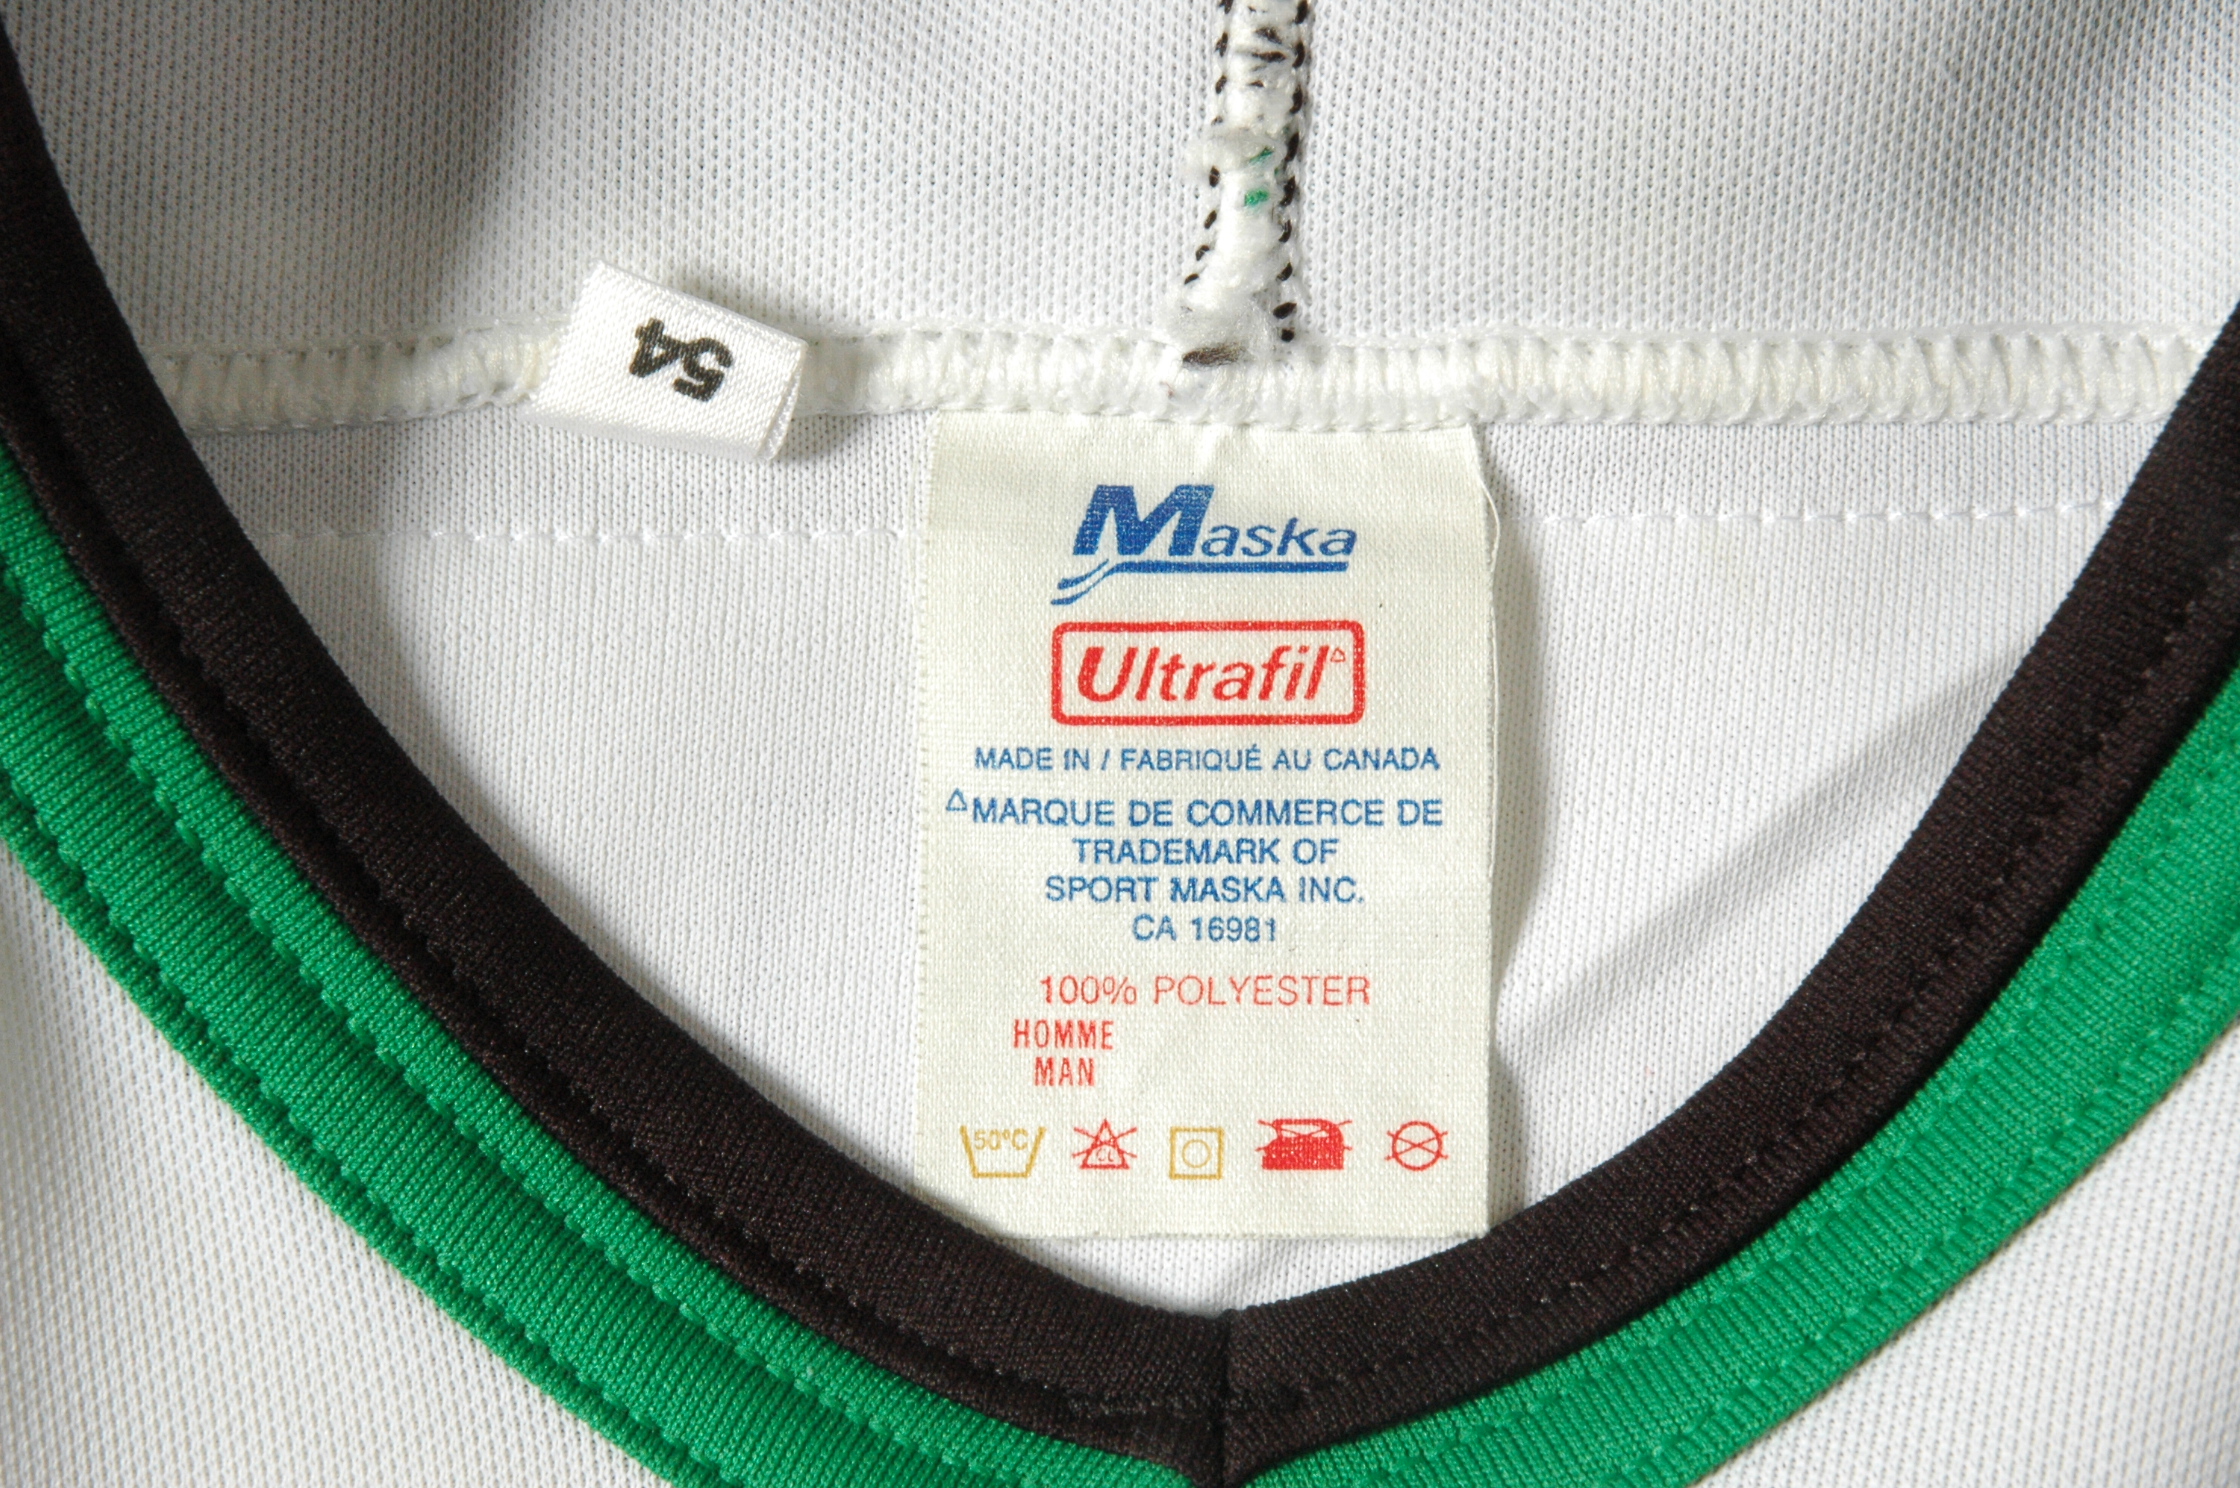 54
Maska
Ultrafil△
MADE IN / FABRIQUÉ AU CANADA
△MARQUE DE COMMERCE DE
TRADEMARK OF
SPORT MASKA INC.
CA 16981
100% POLYESTER
HOMME
MAN
50°C CL